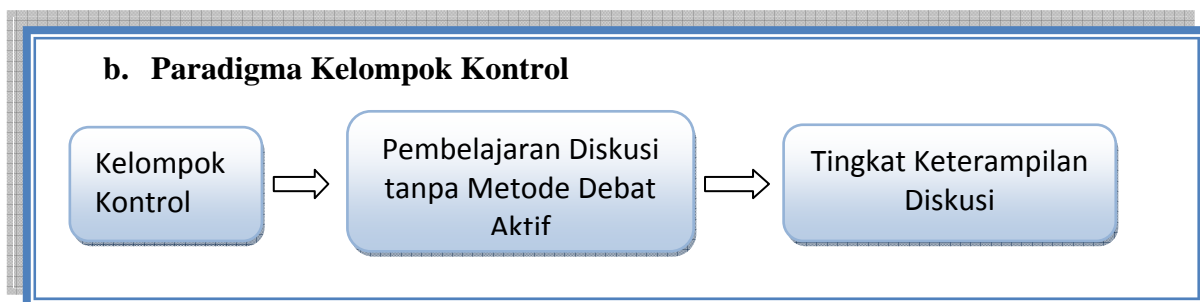 b. Paradigma Kelompok Kontrol
Kelompok
Kontrol
Pembelajaran Diskusi
tanpa Metode Debat
Aktif
Tingkat Keterampilan
Diskusi